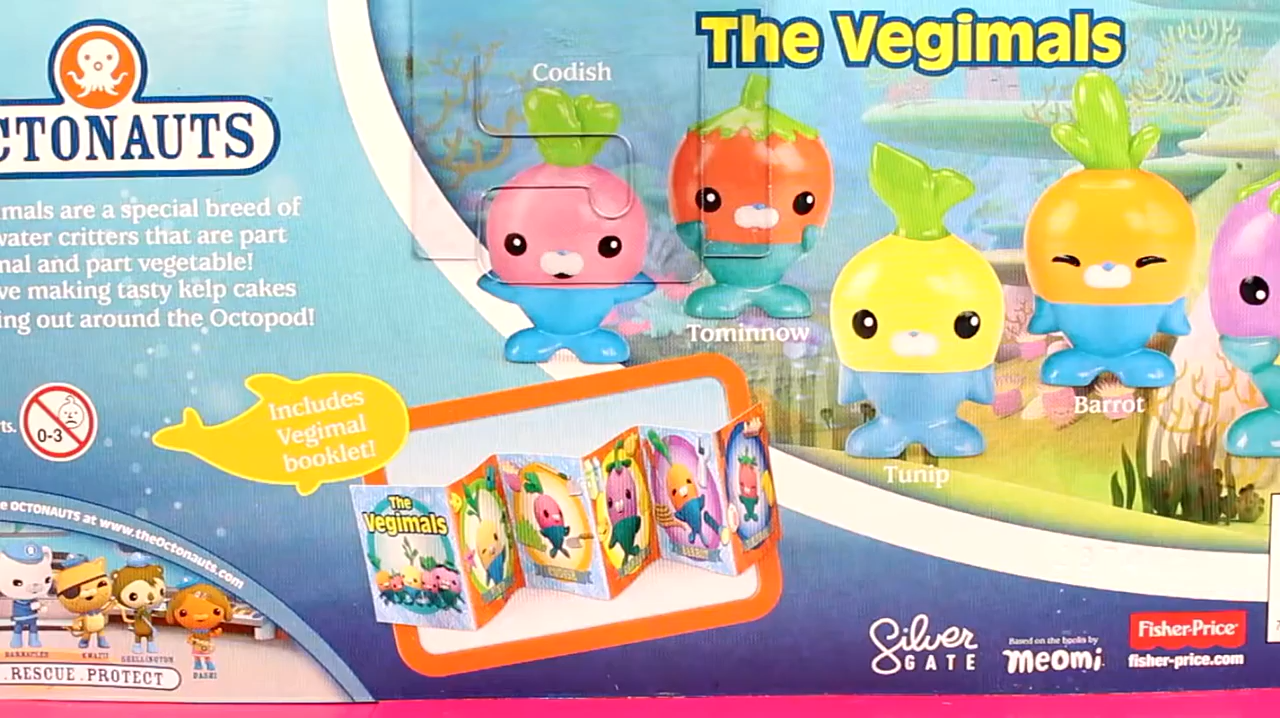 The Vegimals
Codish
CTONAUTS
mals are a special breed of
water critters that are part
nal and part vegetable!
ve making tasty kelp cakes
ing out around the Octopod!
Tominnow
Barrot
Tunip
rts.
0-3
Includes
Vegimal
booklet!
The
Vegimals
e OCTONAUTS at www.theOctonauts.com
BARNACLES
KWAZII
SHELLINGTON
DASHI
.RESCUE.PROTECT
Silver
GATE
Based on the books by
meomi
Fisher-Price
fisher-price.com